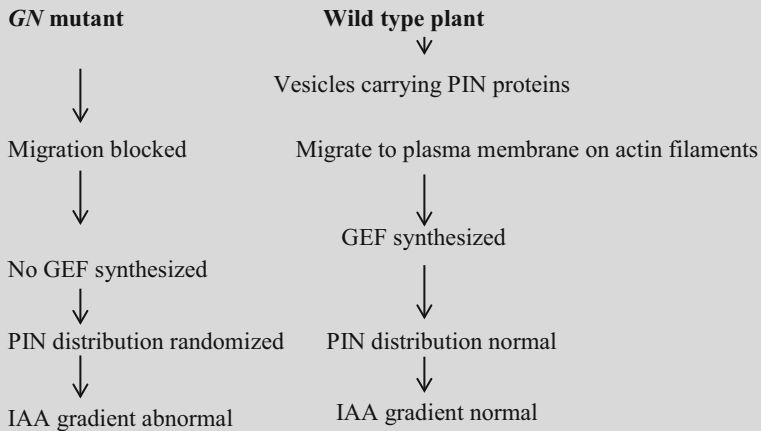 GN mutant
Wild type plant
Vesicles carrying PIN proteins
Migration blocked
Migrate to plasma membrane on actin filaments
GEF synthesized
No GEF synthesized
PIN distribution randomized
PIN distribution normal
IAA gradient abnormal
IAA gradient normal